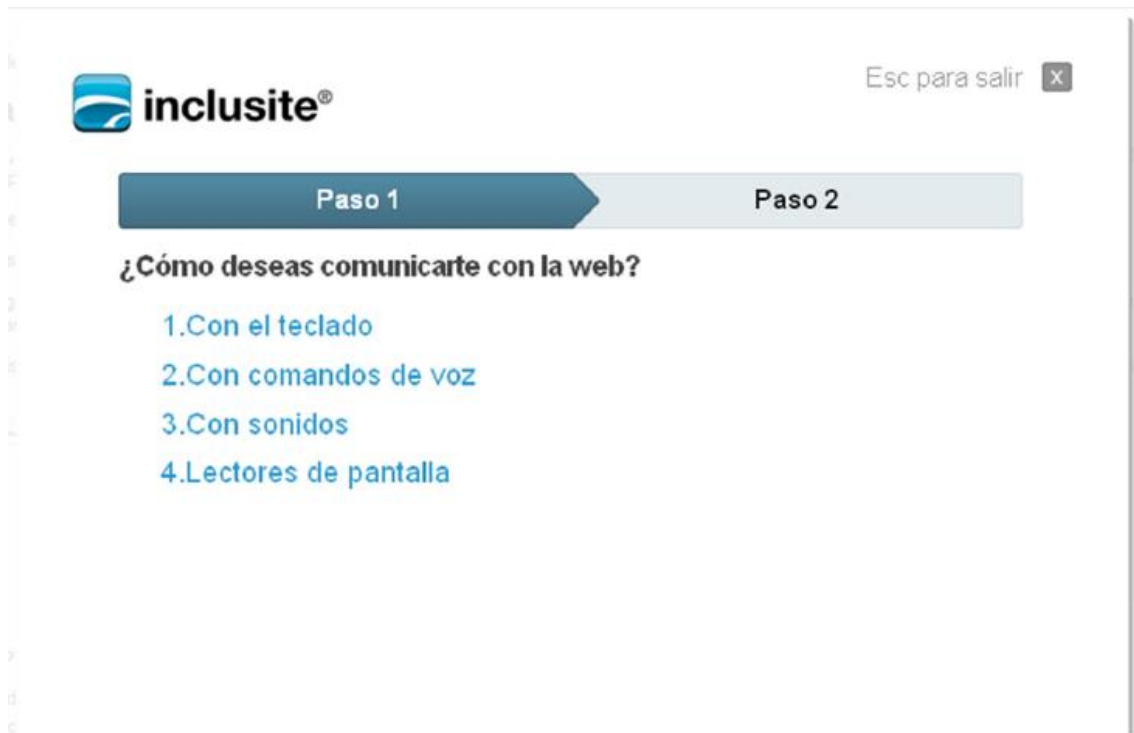 inclusite®
Esc para salir X
Paso 1
Paso 2
¿Cómo deseas comunicarte con la web?
1.Con el teclado
2.Con comandos de voz
3.Con sonidos
4.Lectores de pantalla